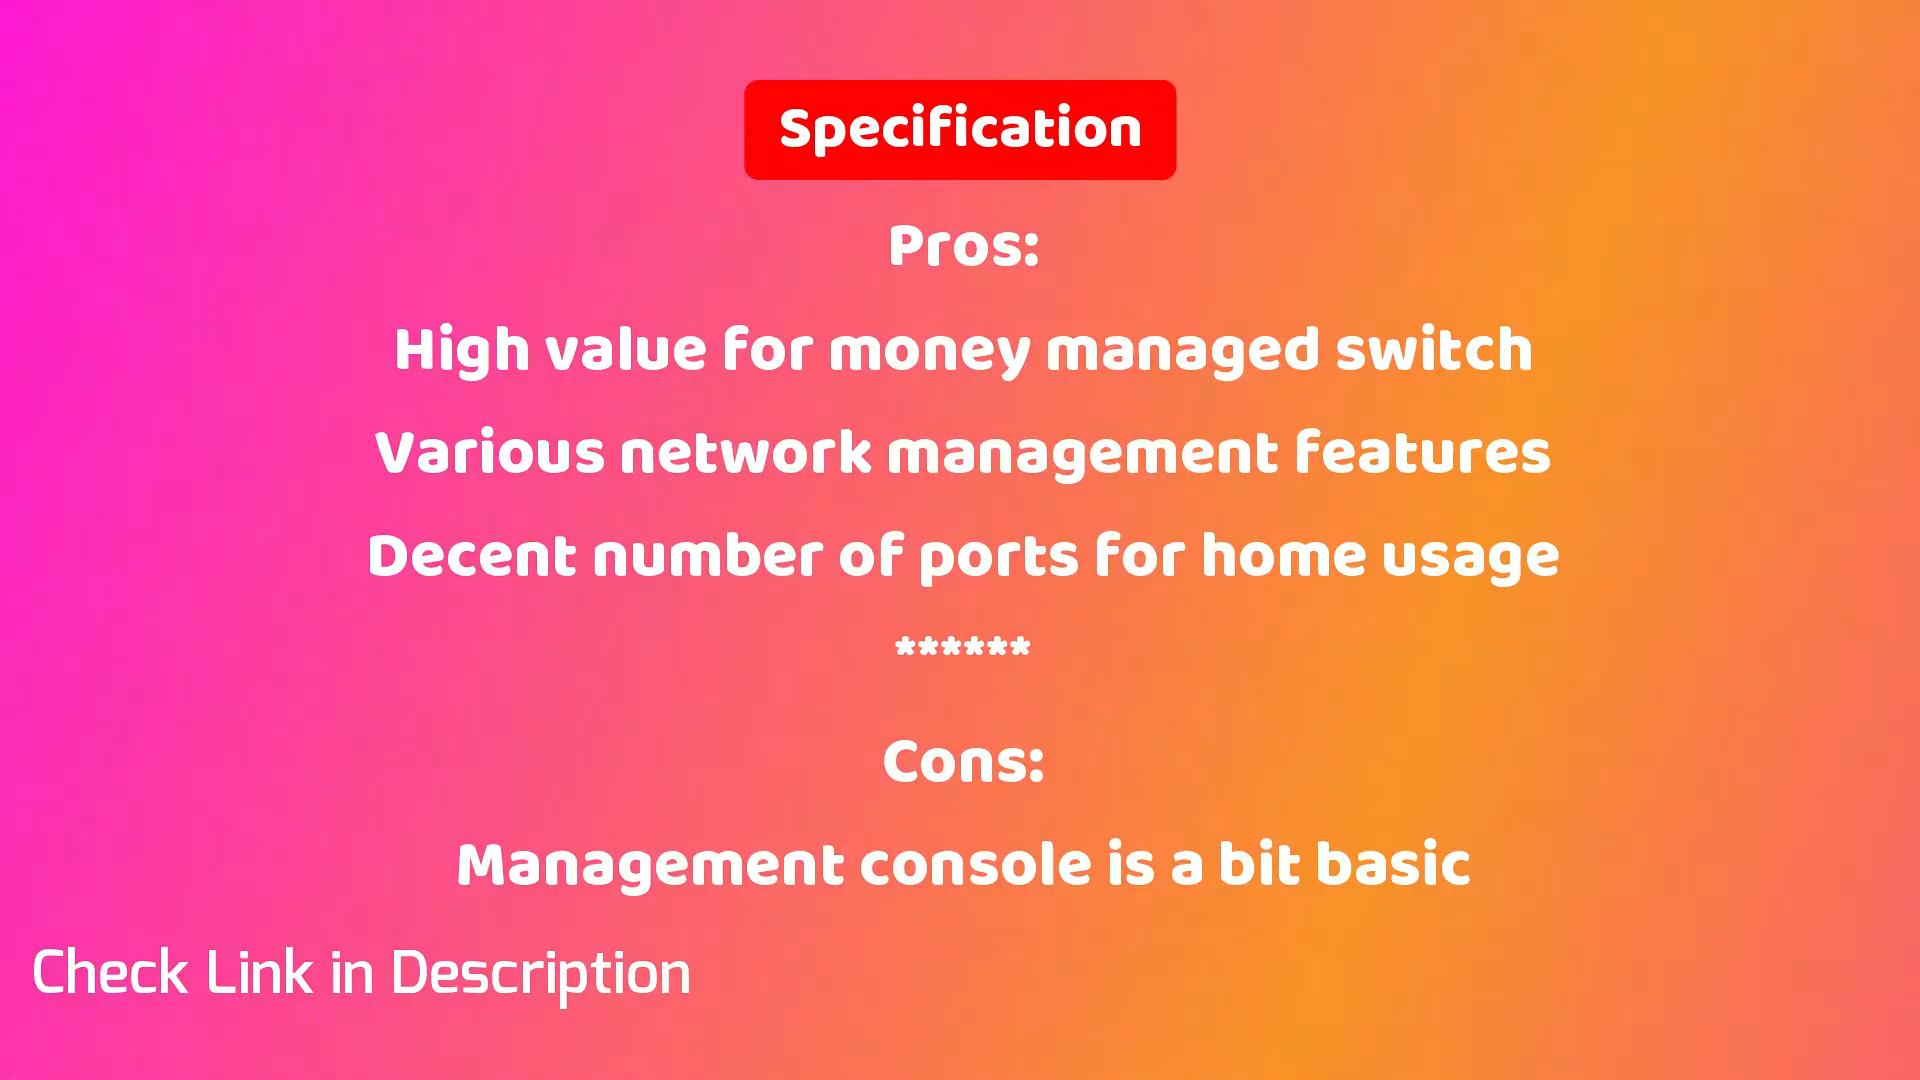 Specification
Pros:
High value for money managed switch
Various network management features
Decent number of ports for home usage
******
Cons:
Management console is a bit basic
Check Link in Description